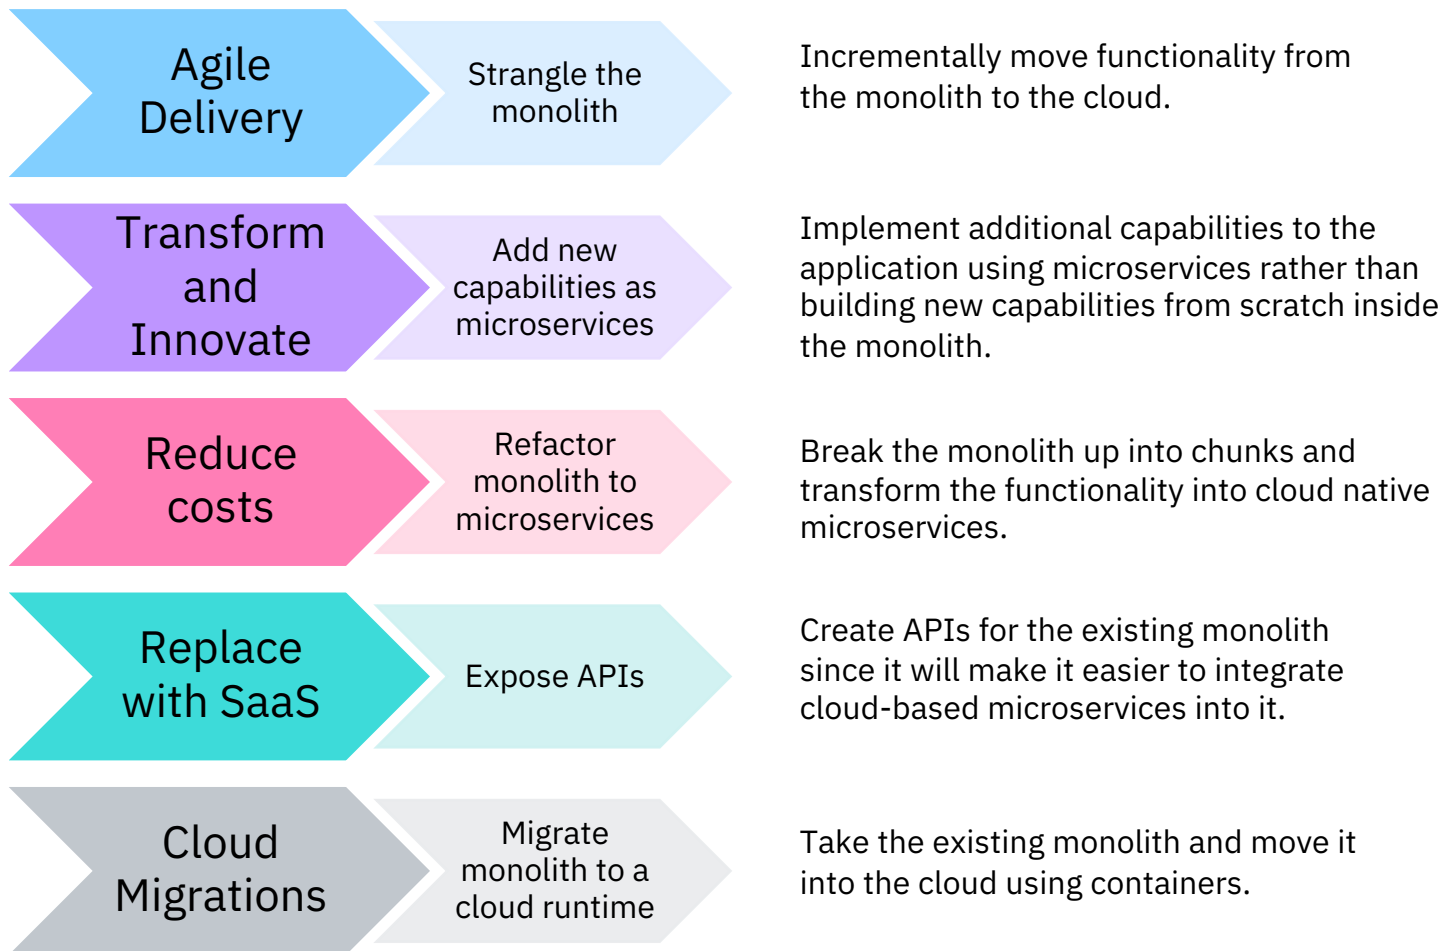 Agile
Delivery
Strangle the
monolith
Incrementally move functionality from
the monolith to the cloud.
Transform
and
Innovate
Add new
capabilities as
microservices
Implement additional capabilities to the
application using microservices rather than
building new capabilities from scratch inside
the monolith.
Reduce
costs
Refactor
monolith to
microservices
Break the monolith up into chunks and
transform the functionality into cloud native
microservices.
Replace
with SaaS
Expose APIs
Create APIs for the existing monolith
since it will make it easier to integrate
cloud-based microservices into it.
Cloud
Migrations
Migrate
monolith to a
cloud runtime
Take the existing monolith and move it
into the cloud using containers.